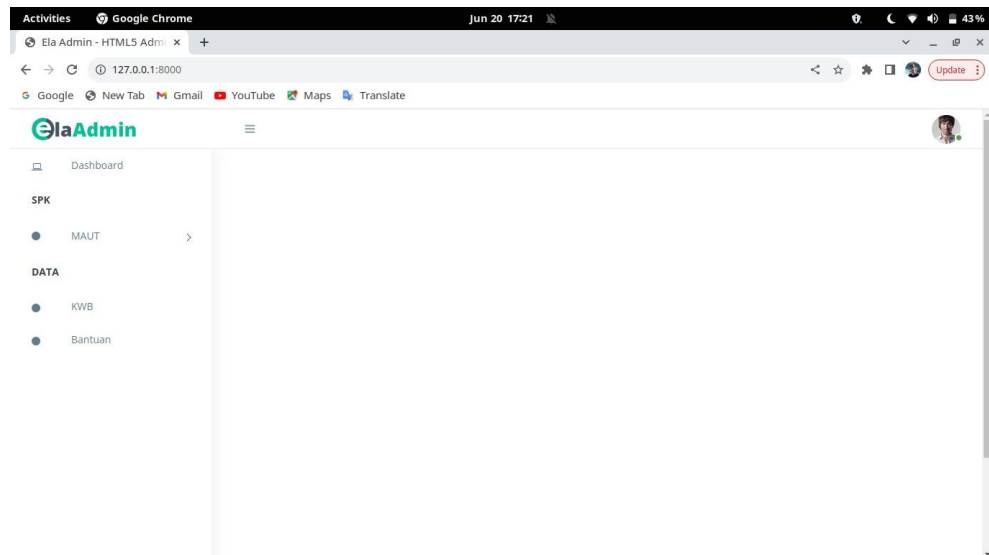 Activities Google Chrome Jun 20 17:21 43%
Ela Admin - HTML5 Adm
127.0.0.1:8000 Update
Google New Tab Gmail YouTube Maps Translate
ElaAdmin
Dashboard
SPK
MAUT
DATA
KWB
Bantuan